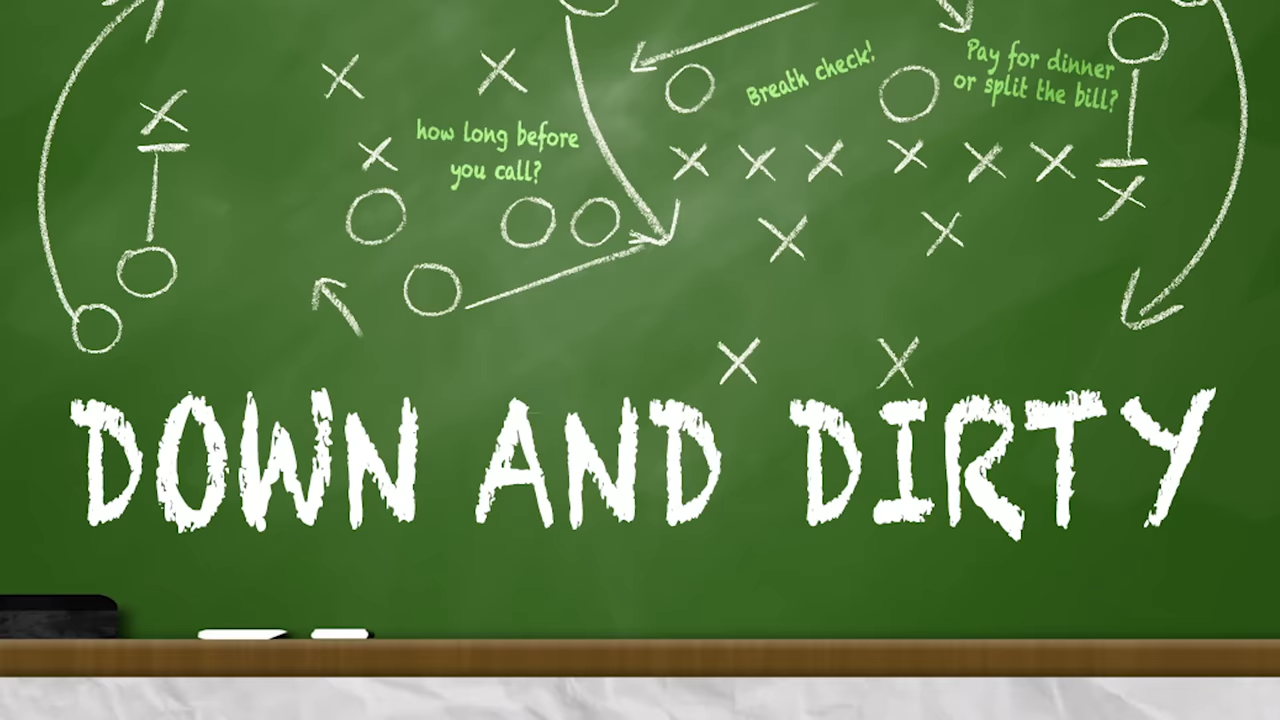 Breath check!
Pay for dinner
or split the bill?
how long before
you call?
DOWN AND DIRTY